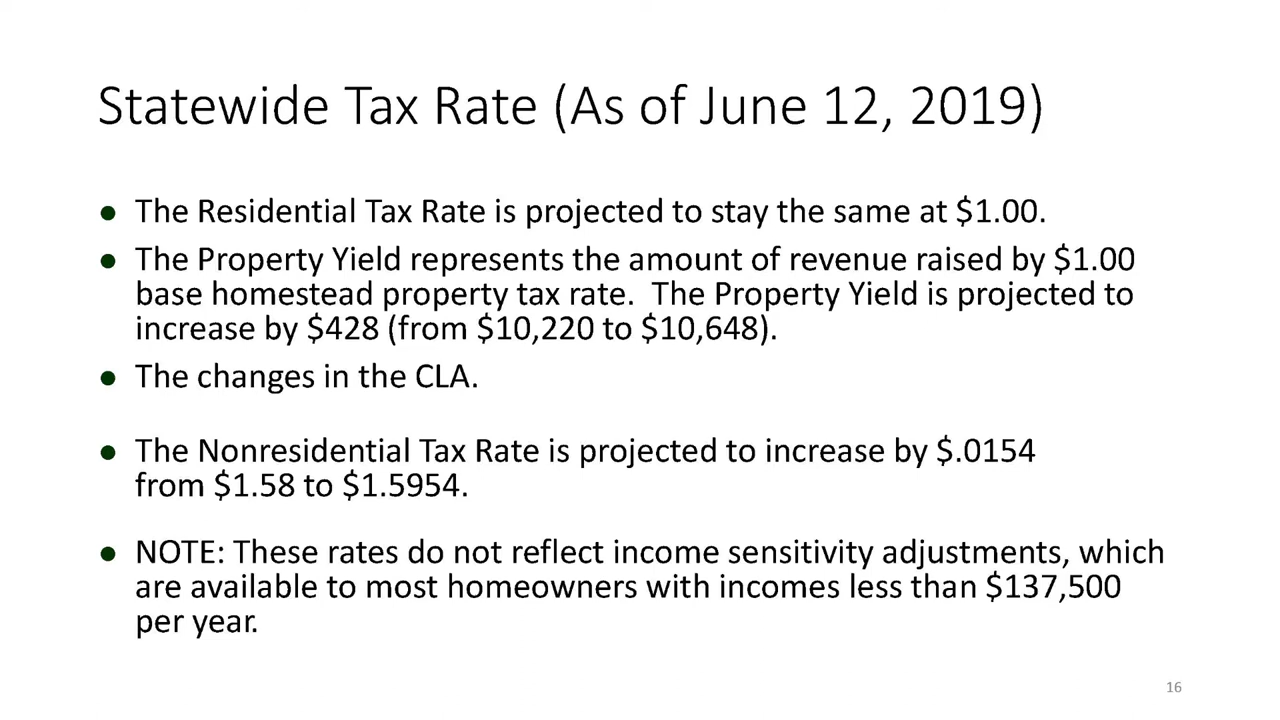 Statewide Tax Rate (As of June 12, 2019)
● The Residential Tax Rate is projected to stay the same at $1.00.
● The Property Yield represents the amount of revenue raised by $1.00
base homestead property tax rate.  The Property Yield is projected to
increase by $428 (from $10,220 to $10,648).
● The changes in the CLA.
● The Nonresidential Tax Rate is projected to increase by $.0154
from $1.58 to $1.5954.
● NOTE: These rates do not reflect income sensitivity adjustments, which
are available to most homeowners with incomes less than $137,500
per year.
16